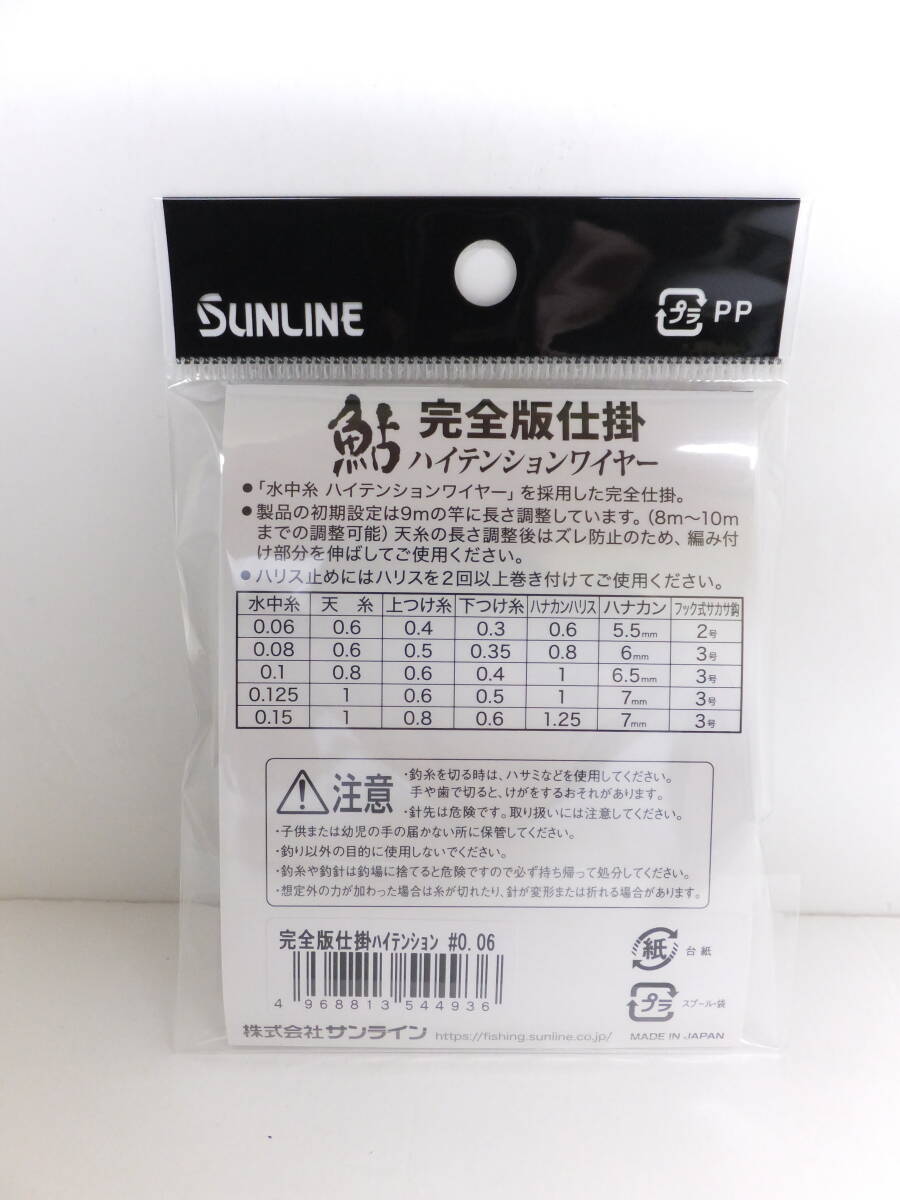 SUNLINE
プラ PP
鮎 完全版仕掛
ハイテンションワイヤー
●「水中糸 ハイテンションワイヤー」を採用した完全仕掛。
●製品の初期設定は9mの竿に長さ調整しています。(8m〜10m
までの調整可能)天糸の長さ調整後はズレ防止のため、編み付
け部分を伸ばしてご使用ください。
●ハリス止めにはハリスを2回以上巻き付けてご使用ください。
水中糸 天 糸 上つけ糸 下つけ糸 ハナカンハリス ハナカン フック式サカサ鈎
0.06 0.6 0.4 0.3 0.6 5.5mm 2号
0.08 0.6 0.5 0.35 0.8 6mm 3号
0.1 0.8 0.6 0.4 1 6.5mm 3号
0.125 1 0.6 0.5 1 7mm 3号
0.15 1 0.8 0.6 1.25 7mm 3号
注意
・釣糸を切る時は、ハサミなどを使用してください。
手や歯で切ると、けがをするおそれがあります。
・針先は危険です。取り扱いには注意してください。
・子供または幼児の手の届かない所に保管してください。
・釣り以外の目的に使用しないでください。
・釣糸や釣針は釣場に捨てると危険ですので必ず持ち帰って処分してください。
・想定外の力が加わった場合は糸が切れたり、針が変形または折れる場合があります。
完全版仕掛ハイテンション #0.06
4 968813 544936
紙 台紙
プラ スプール・袋
株式会社サンライン https://fishing.sunline.co.jp/ MADE IN JAPAN